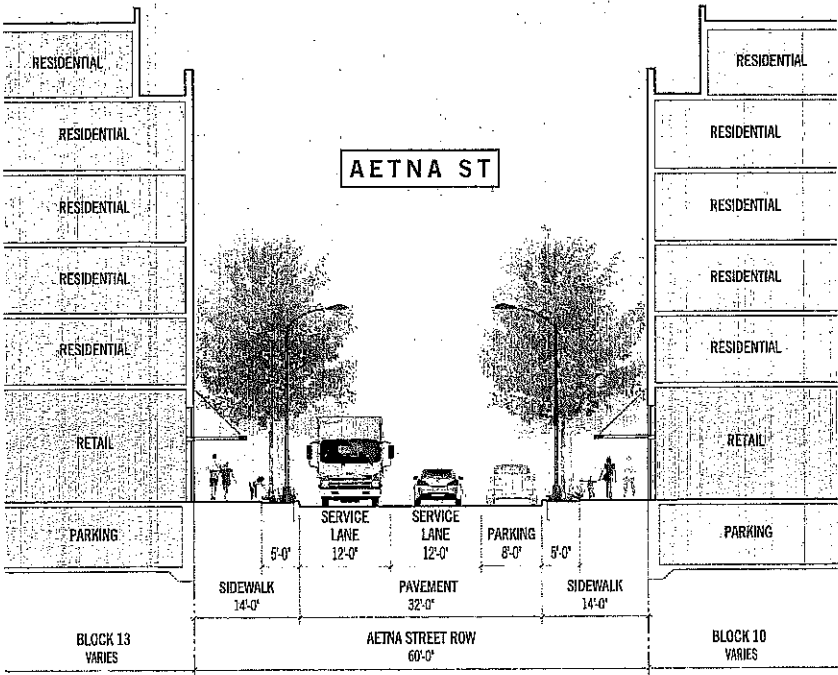 RESIDENTIAL
RESIDENTIAL
RESIDENTIAL
RESIDENTIAL
AETNA ST
RESIDENTIAL
RESIDENTIAL
RESIDENTIAL
RESIDENTIAL
RESIDENTIAL
RESIDENTIAL
RETAIL
RETAIL
PARKING
PARKING
5'-0"
SERVICE
LANE
12'-0"
SERVICE
LANE
12'-0"
PARKING
8'-0"
5'-0"
SIDEWALK
14'-0"
PAVEMENT
32'-0"
SIDEWALK
14'-0"
BLOCK 13
VARIES
AETNA STREET ROW
60'-0"
BLOCK 10
VARIES